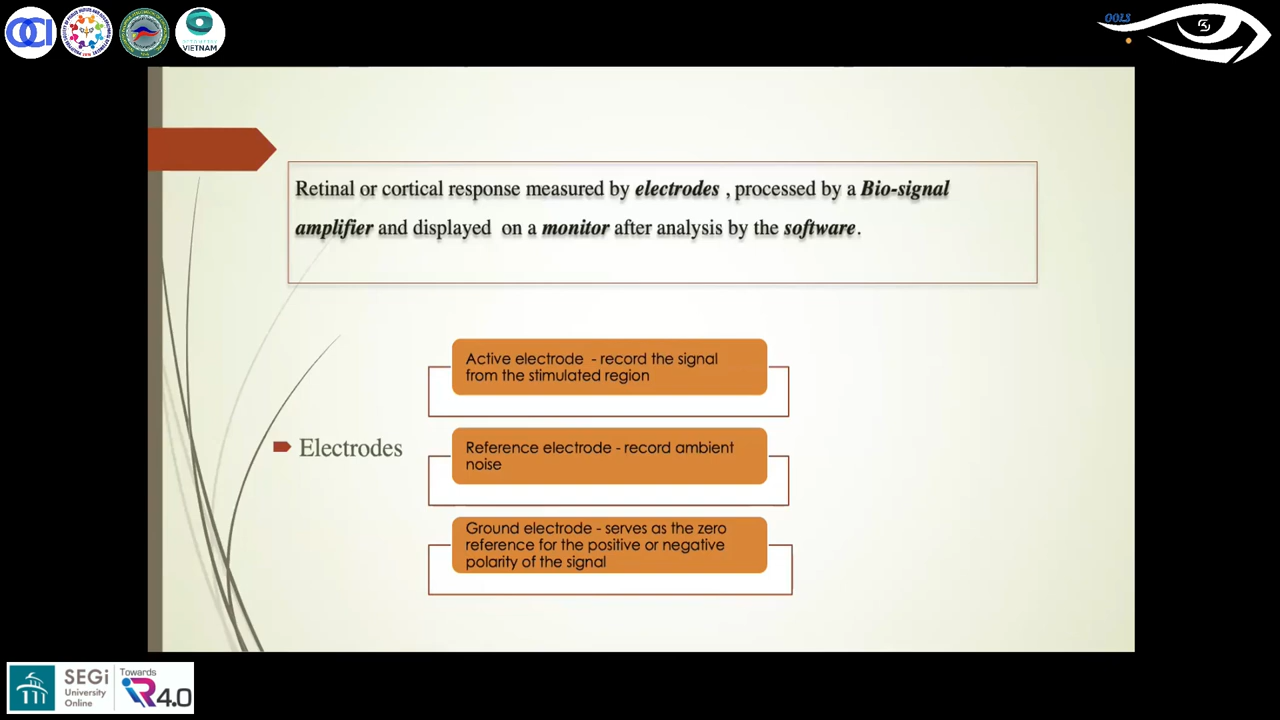 OCI
VIETNAM
OOLS
Retinal or cortical response measured by electrodes , processed by a Bio-signal
amplifier and displayed on a monitor after analysis by the software.
Active electrode - record the signal
from the stimulated region
Electrodes
Reference electrode - record ambient
noise
Ground electrode - serves as the zero
reference for the positive or negative
polarity of the signal
SEGi
University
Online
Towards
iR4.0